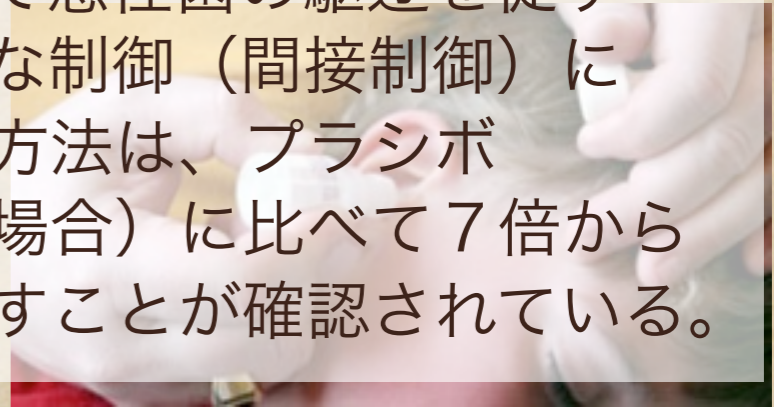 な制御（間接制御）に
方法は、プラシボ
場合）に比べて７倍から
すことが確認されている。